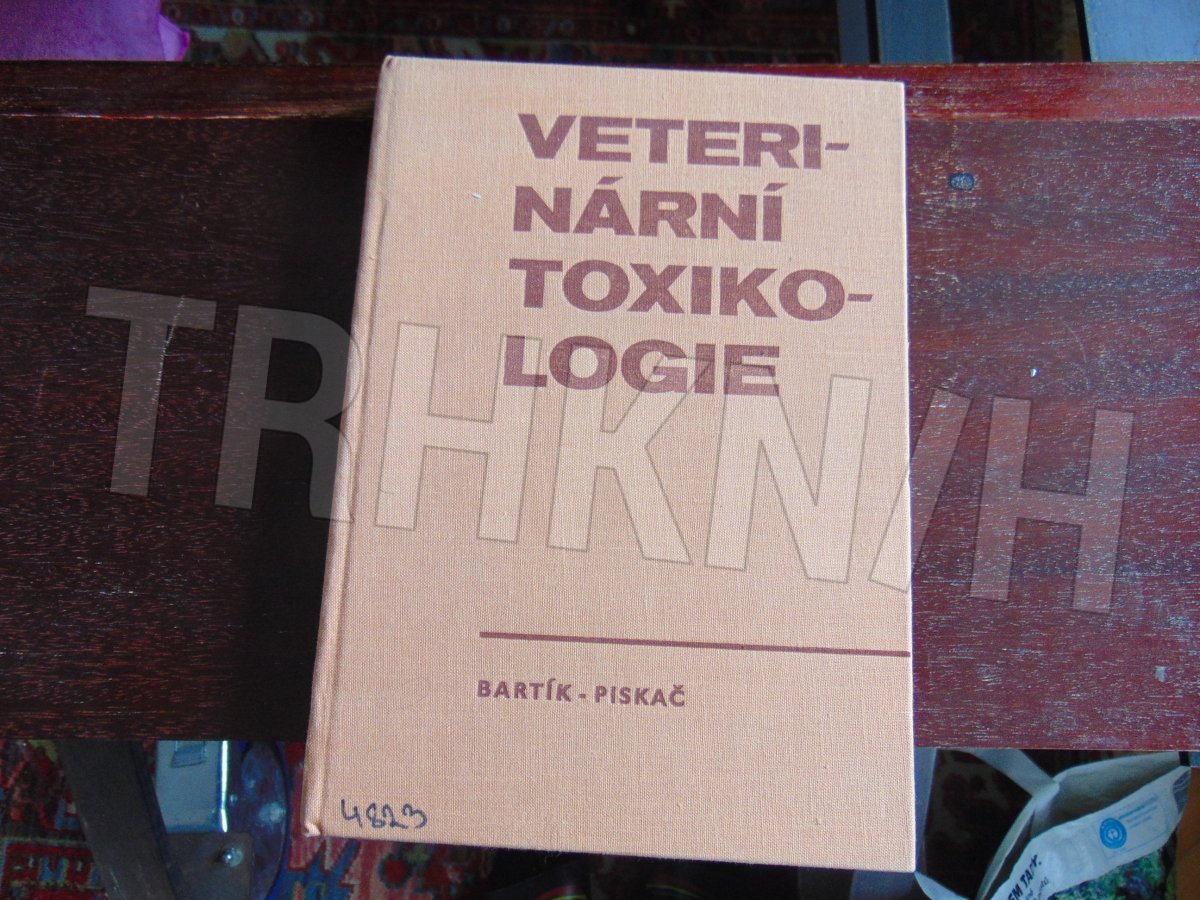 VETERI-
NÁRNÍ
TOXIKO-
LOGIE
TRHKNIH
BARTÍK - PISKAČ
4823